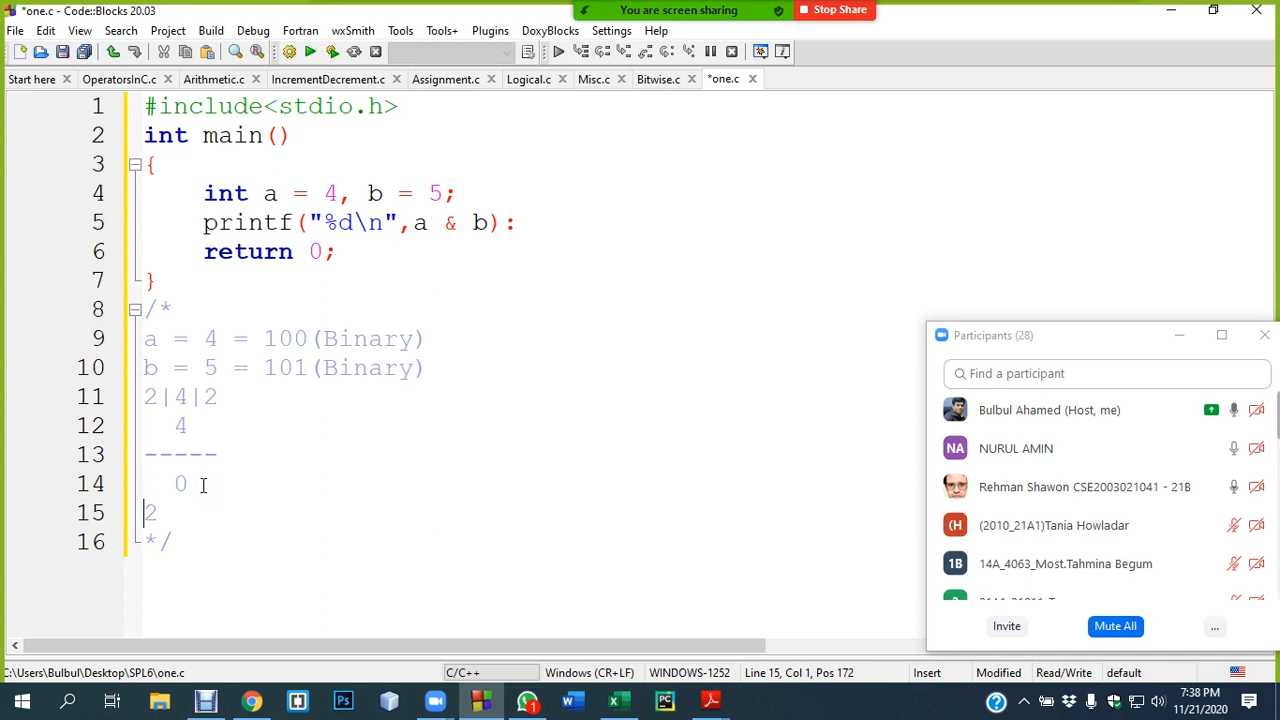 *one.c - Code::Blocks 20.03
You are screen sharing
Stop Share
File Edit View Search Project Build Debug Fortran wxSmith Tools Tools+ Plugins DoxyBlocks Settings Help
Start here OperatorsInC.c Arithmetic.c IncrementDecrement.c Assignment.c Logical.c Misc.c Bitwise.c *one.c
1 #include<stdio.h>
2 int main()
3 {
4 int a = 4, b = 5;
5 printf("%d\n",a & b):
6 return 0;
7 }
8 /*
9 a = 4 = 100(Binary)
10 b = 5 = 101(Binary)
11 2|4|2
12 4
13 -----
14 0
15 2
16 */
Participants (28)
Find a participant
Bulbul Ahamed (Host, me)
NA NURUL AMIN
Rehman Shawon CSE2003021041 - 21B
(H (2010_21A1)Tania Howladar
1B 14A_4063_Most.Tahmina Begum
Invite Mute All ...
C:\Users\Bulbul\Desktop\SPL6\one.c C/C++ Windows (CR+LF) WINDOWS-1252 Line 15, Col 1, Pos 172 Insert Modified Read/Write default
7:38 PM
11/21/2020